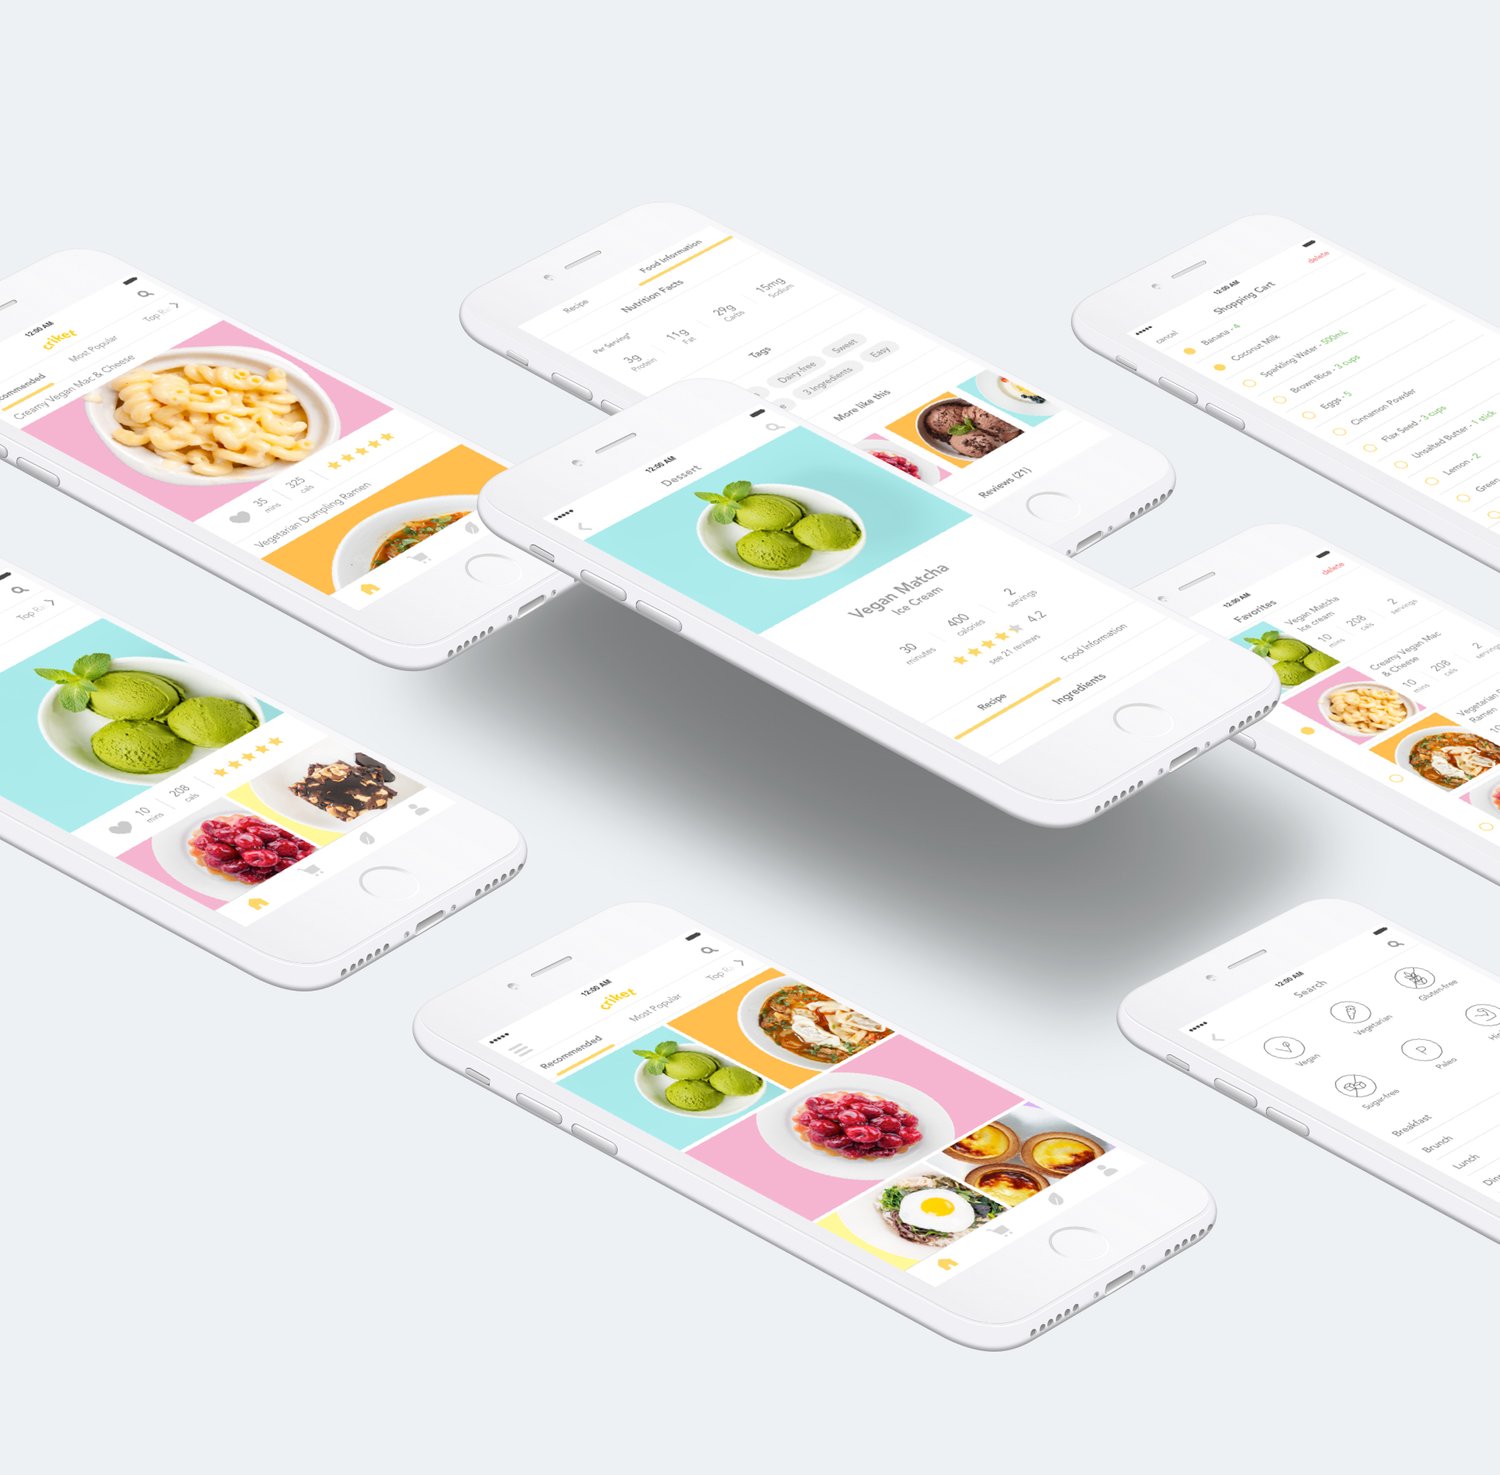 12:00 AM
criket
Recommended
Most Popular
Creamy Vegan Mac & Cheese
35
mins
325
cals
Vegetarian Dumpling Ramen
Recipe
Food information
Nutrition Facts
Per Serving*
3g
Protein
11g
Fat
29g
Carbs
15mg
Sodium
Tags
Dairy-free
Sweet
3 Ingredients
Easy
More like this
Reviews (21)
12:00 AM
cancel
Shopping Cart
delete
Banana - 4
Coconut Milk
Sparkling Water - 500mL
Brown Rice - 3 cups
Eggs - 5
Cinnamon Powder
Flax Seed - 3 cups
Unsalted Butter - 1 stick
Lemon - 2
Green
12:00 AM
Dessert
Vegan Matcha
Ice Cream
30
minutes
400
calories
2
servings
4.2
see 21 reviews
Recipe
Food information
Ingredients
12:00 AM
Favorites
delete
Vegan Matcha
Ice cream
10
mins
208
cals
2
servings
Creamy Vegan Mac
& Cheese
10
mins
208
cals
2
servings
Vegetarian
Ramen
Top
10
mins
208
cals
12:00 AM
criket
Recommended
Most Popular
Top
12:00 AM
Search
Vegan
Vegetarian
Gluten-free
Sugar-free
P
Paleo
Breakfast
Brunch
Lunch